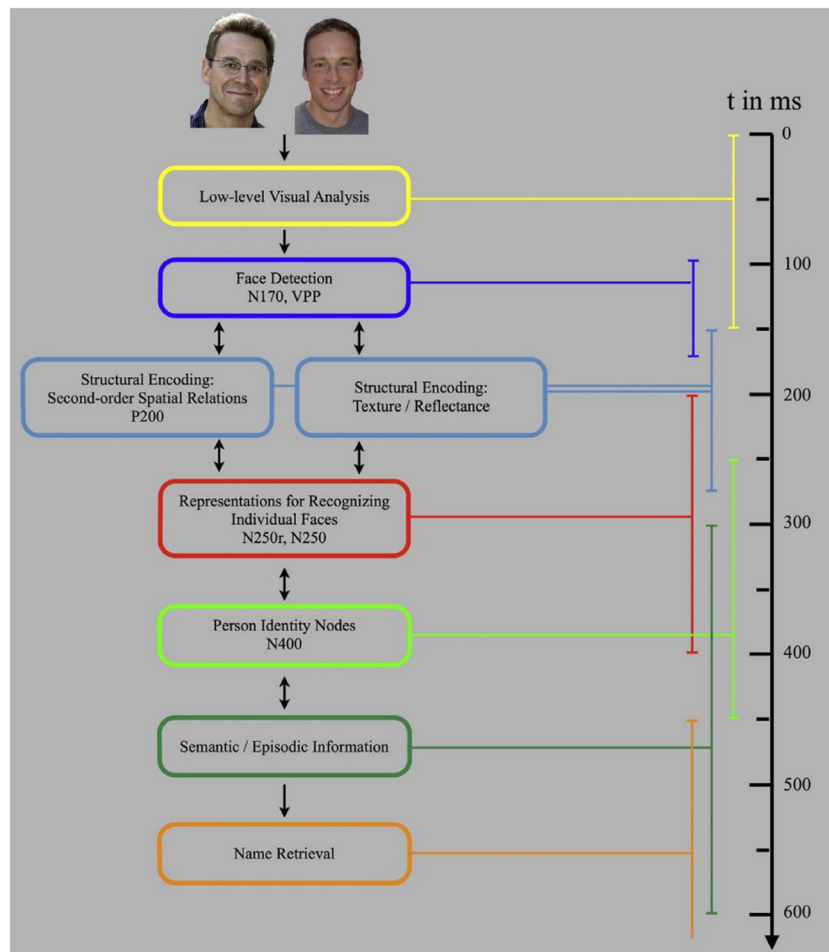 t in ms
0
Low-level Visual Analysis
100
Face Detection
N170, VPP
Structural Encoding:
Second-order Spatial Relations
P200
Structural Encoding:
Texture / Reflectance
200
Representations for Recognizing
Individual Faces
N250r, N250
300
Person Identity Nodes
N400
400
Semantic / Episodic Information
500
Name Retrieval
600